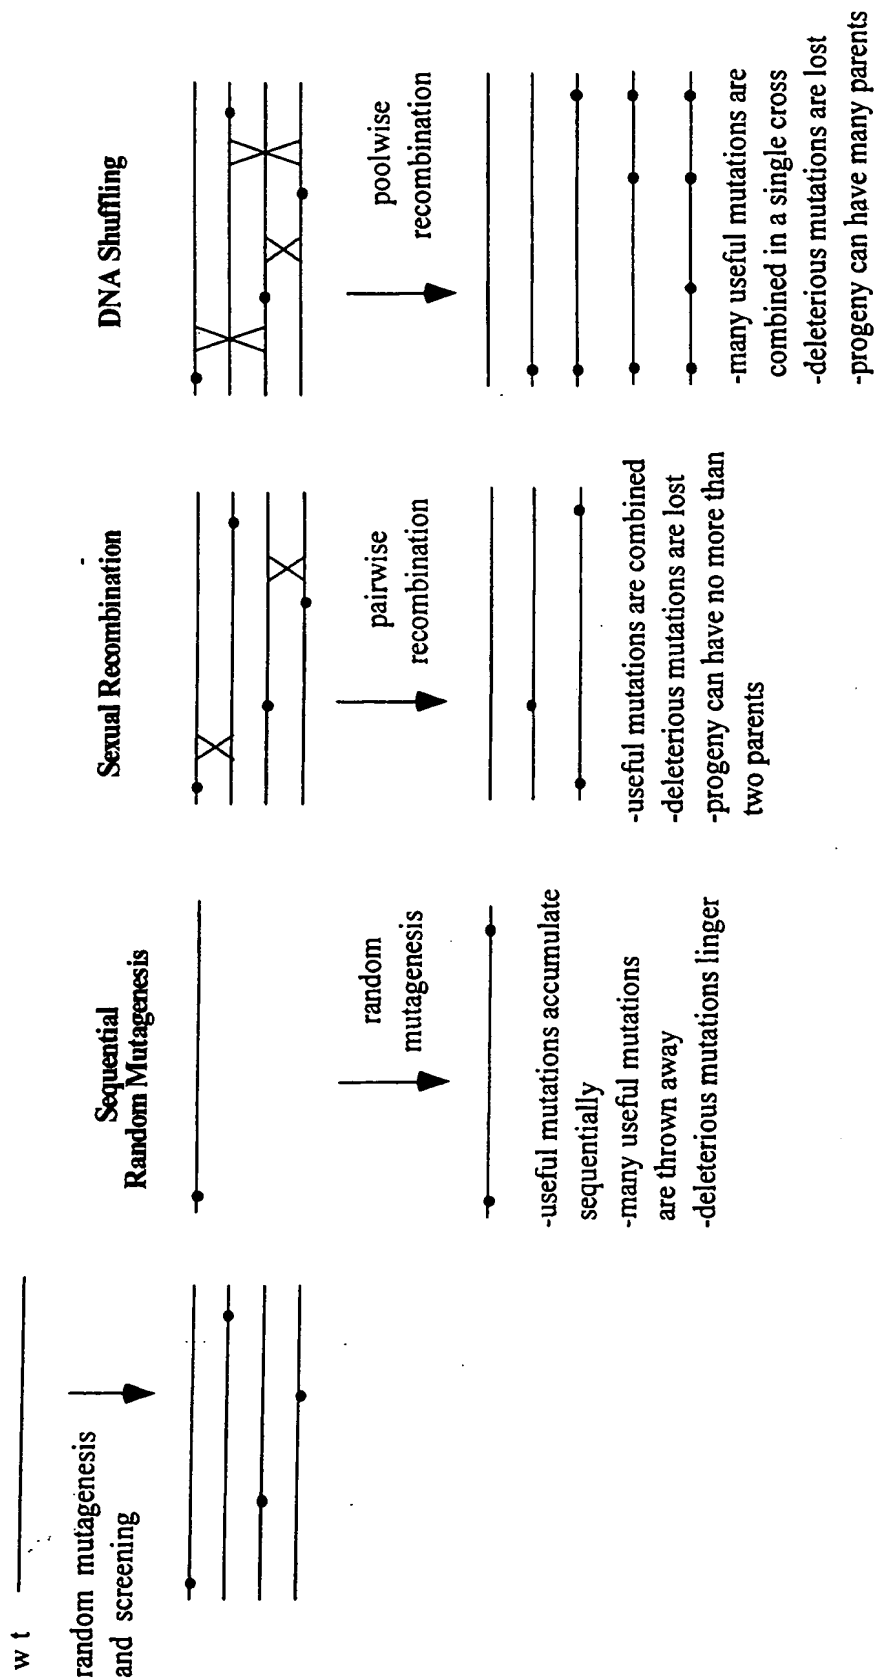 w t
random mutagenesis
and screening
Sequential
Random Mutagenesis
random
mutagenesis
-useful mutations accumulate
sequentially
-many useful mutations
are thrown away
-deleterious mutations linger
Sexual Recombination
pairwise
recombination
-useful mutations are combined
-deleterious mutations are lost
-progeny can have no more than
two parents
DNA Shuffling
poolwise
recombination
-many useful mutations are
combined in a single cross
-deleterious mutations are lost
-progeny can have many parents